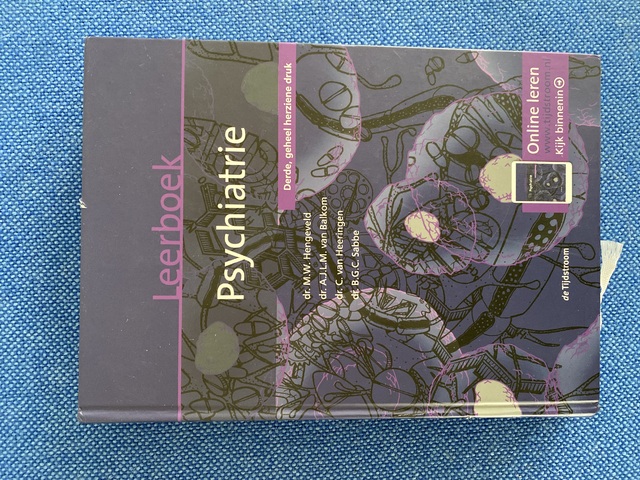 Leerboek
Psychiatrie
Derde, geheel herziene druk
dr. M.W. Hengeveld
dr. A.J.L.M. van Balkom
dr. C. van Heeringen
dr. B.G.C. Sabbe
Online leren
Kijk binnenin
de Tijdstroom